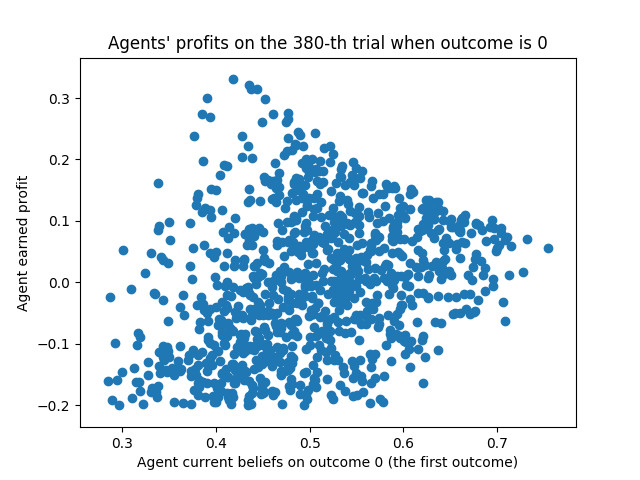 Agents' profits on the 380-th trial when outcome is 0
Agent earned profit
0.3
0.2
0.1
0.0
−0.1
−0.2
0.3 0.4 0.5 0.6 0.7
Agent current beliefs on outcome 0 (the first outcome)